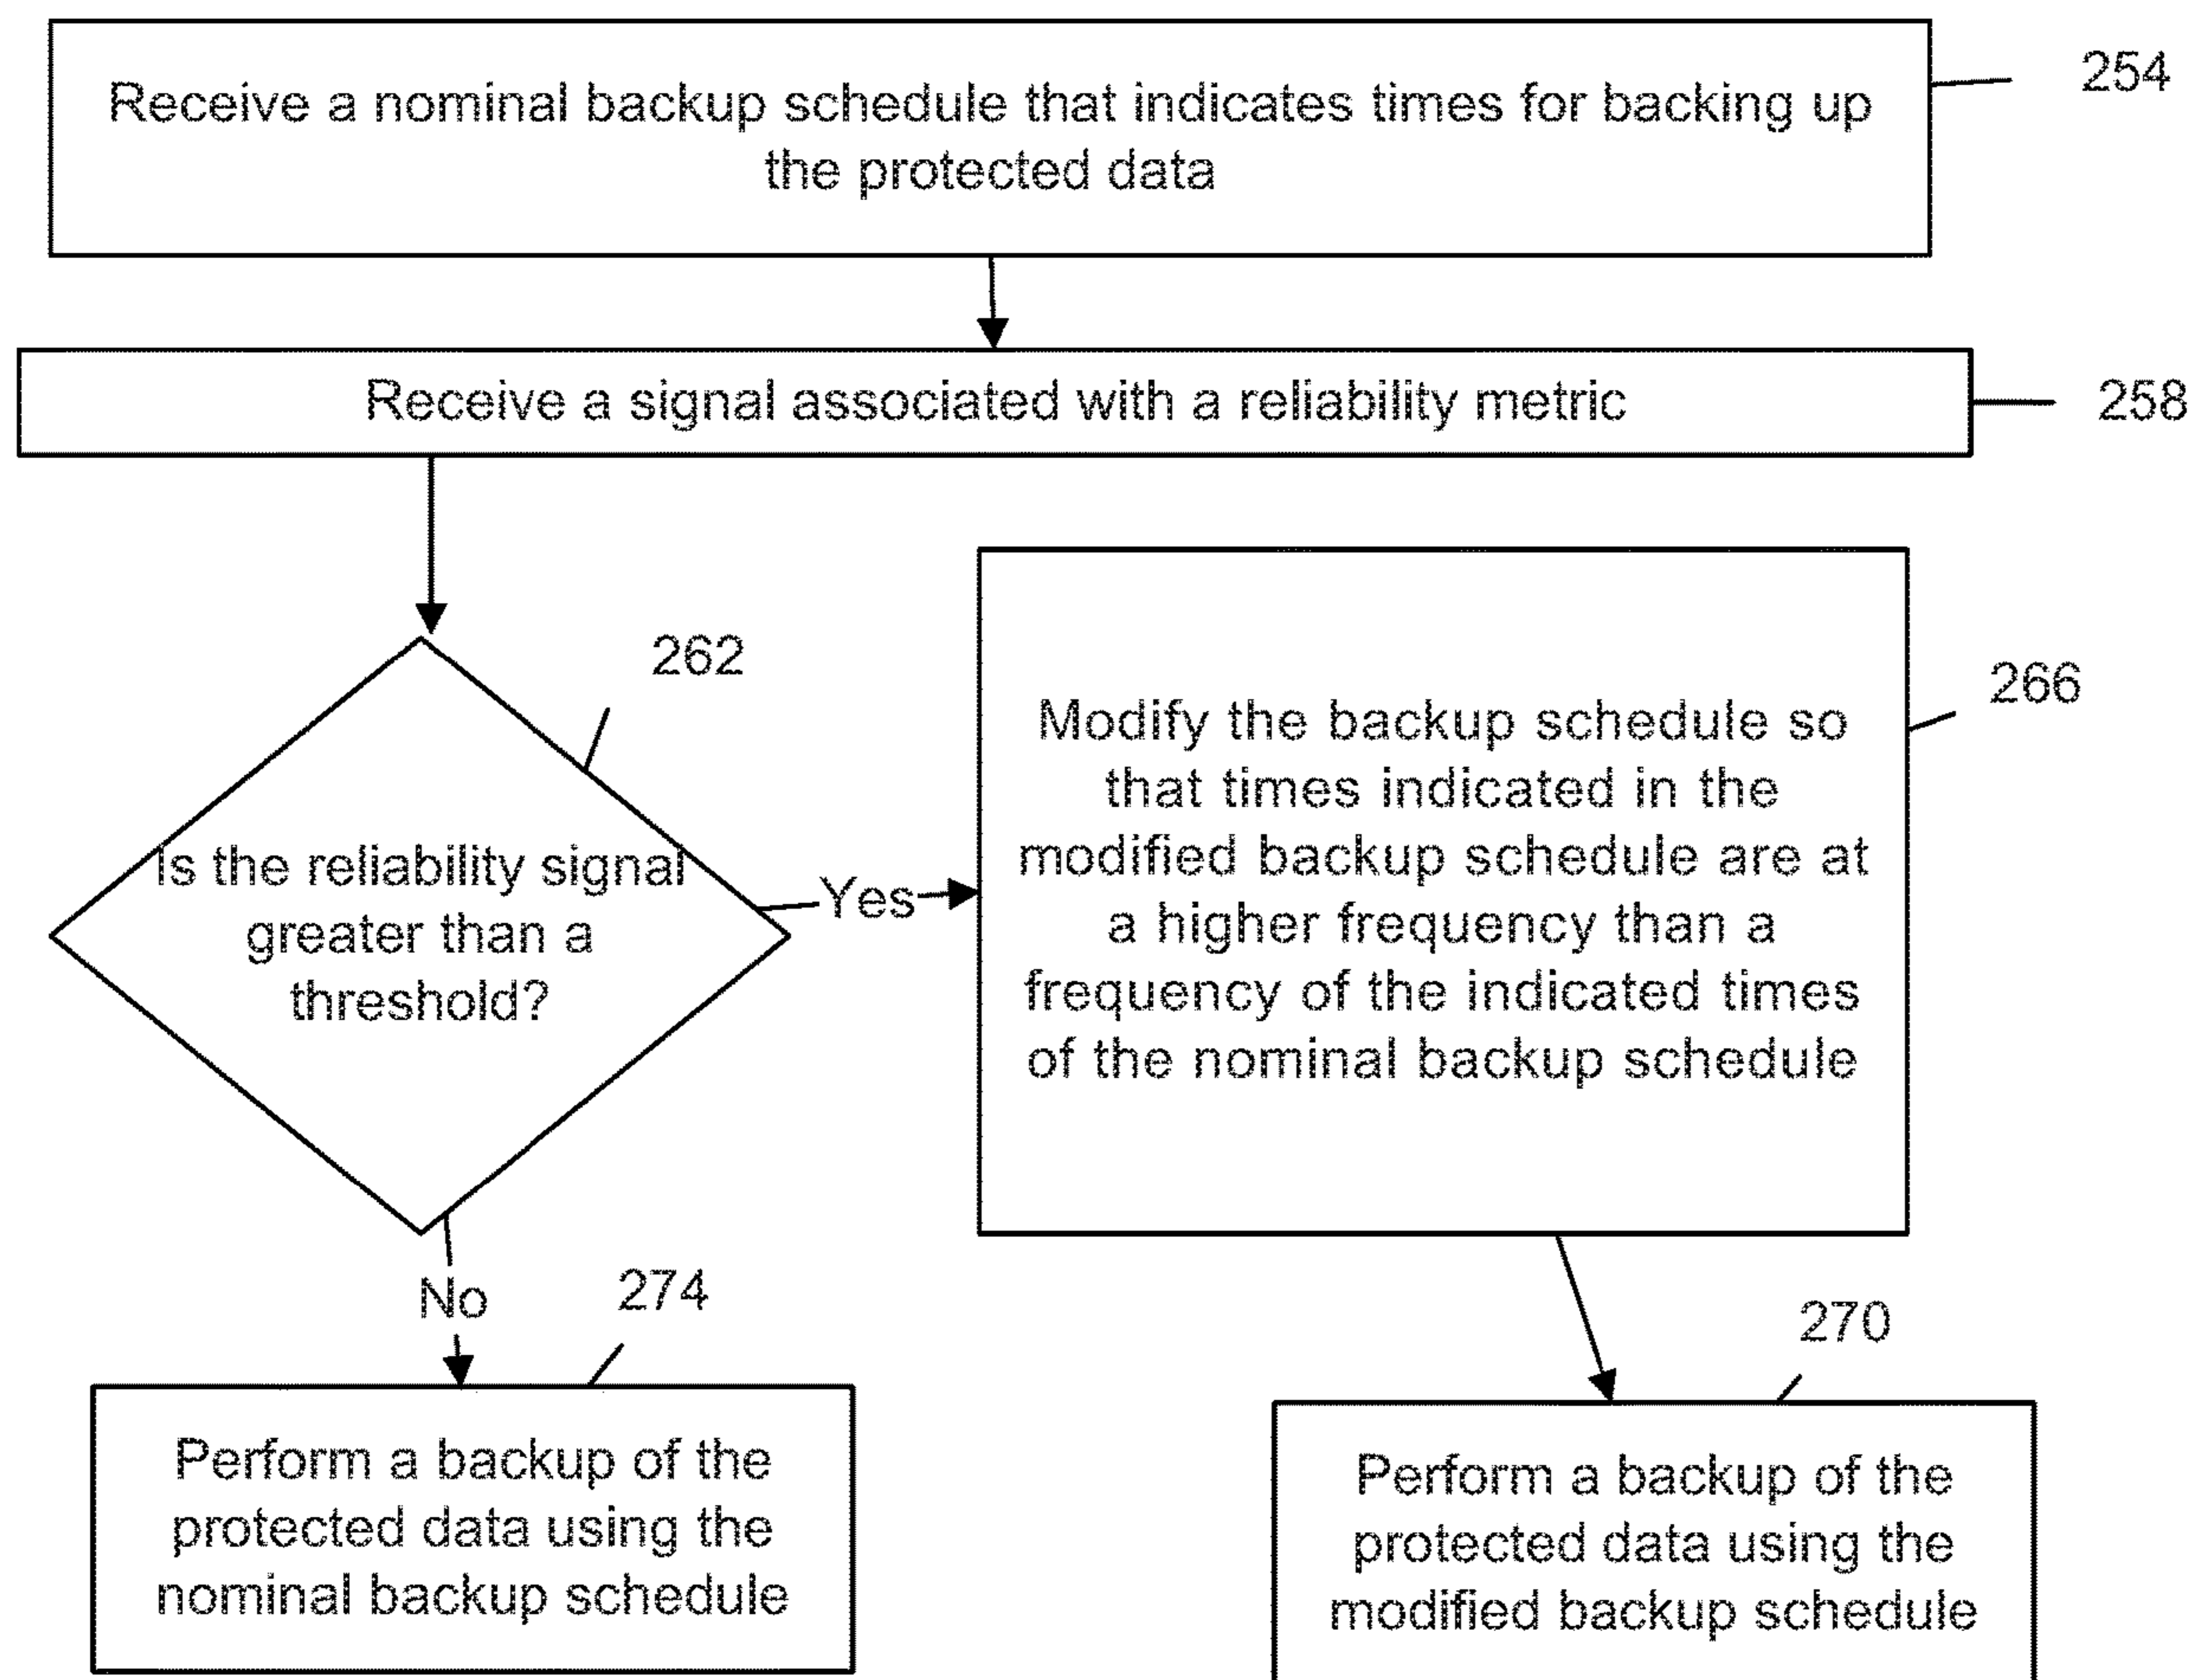 Receive a nominal backup schedule that indicates times for backing up
the protected data
254
Receive a signal associated with a reliability metric
258
262
Is the reliability signal
greater than a
threshold?
Yes
266
Modify the backup schedule so
that times indicated in the
modified backup schedule are at
a higher frequency than a
frequency of the indicated times
of the nominal backup schedule
No
274
Perform a backup of the
protected data using the
nominal backup schedule
270
Perform a backup of the
protected data using the
modified backup schedule